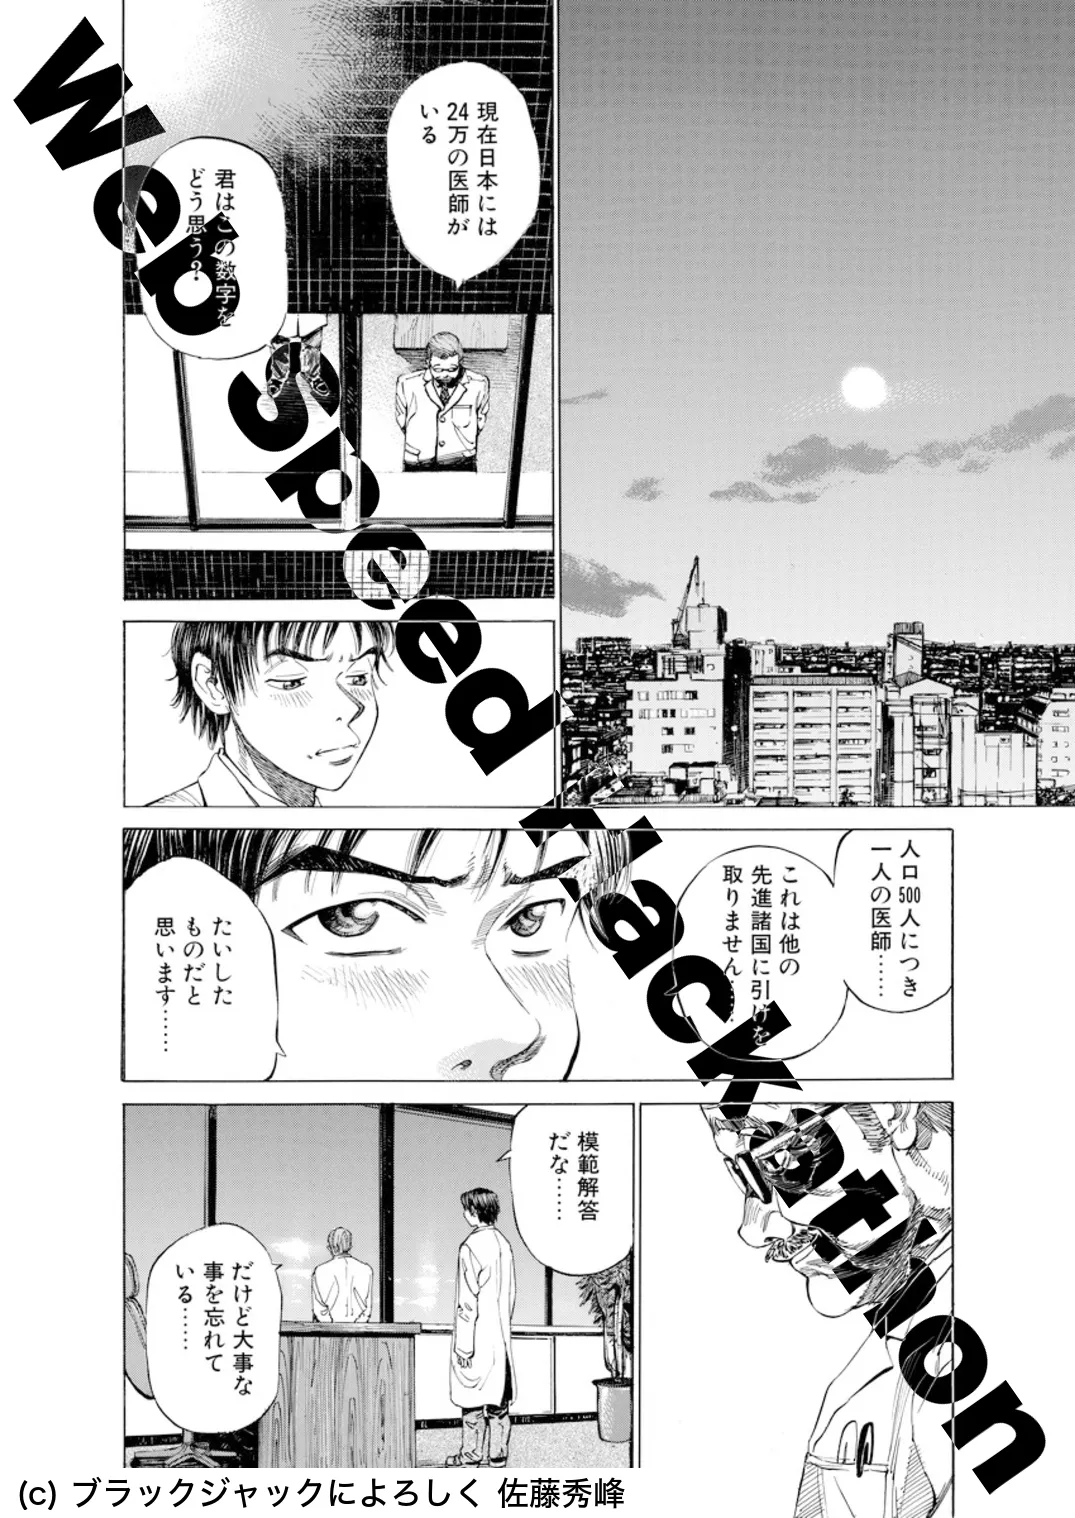 現在日本には
24万の医師が
いる
君はこの数字を
どう思う?
人口500人につき
一人の医師……
これは他の
先進諸国に引けを
取りません……
たいした
ものだと
思います……
模範解答
だな……
だけど大事な
事を忘れて
いる……
Web Speed Hackathon
(c) ブラックジャックによろしく 佐藤秀峰